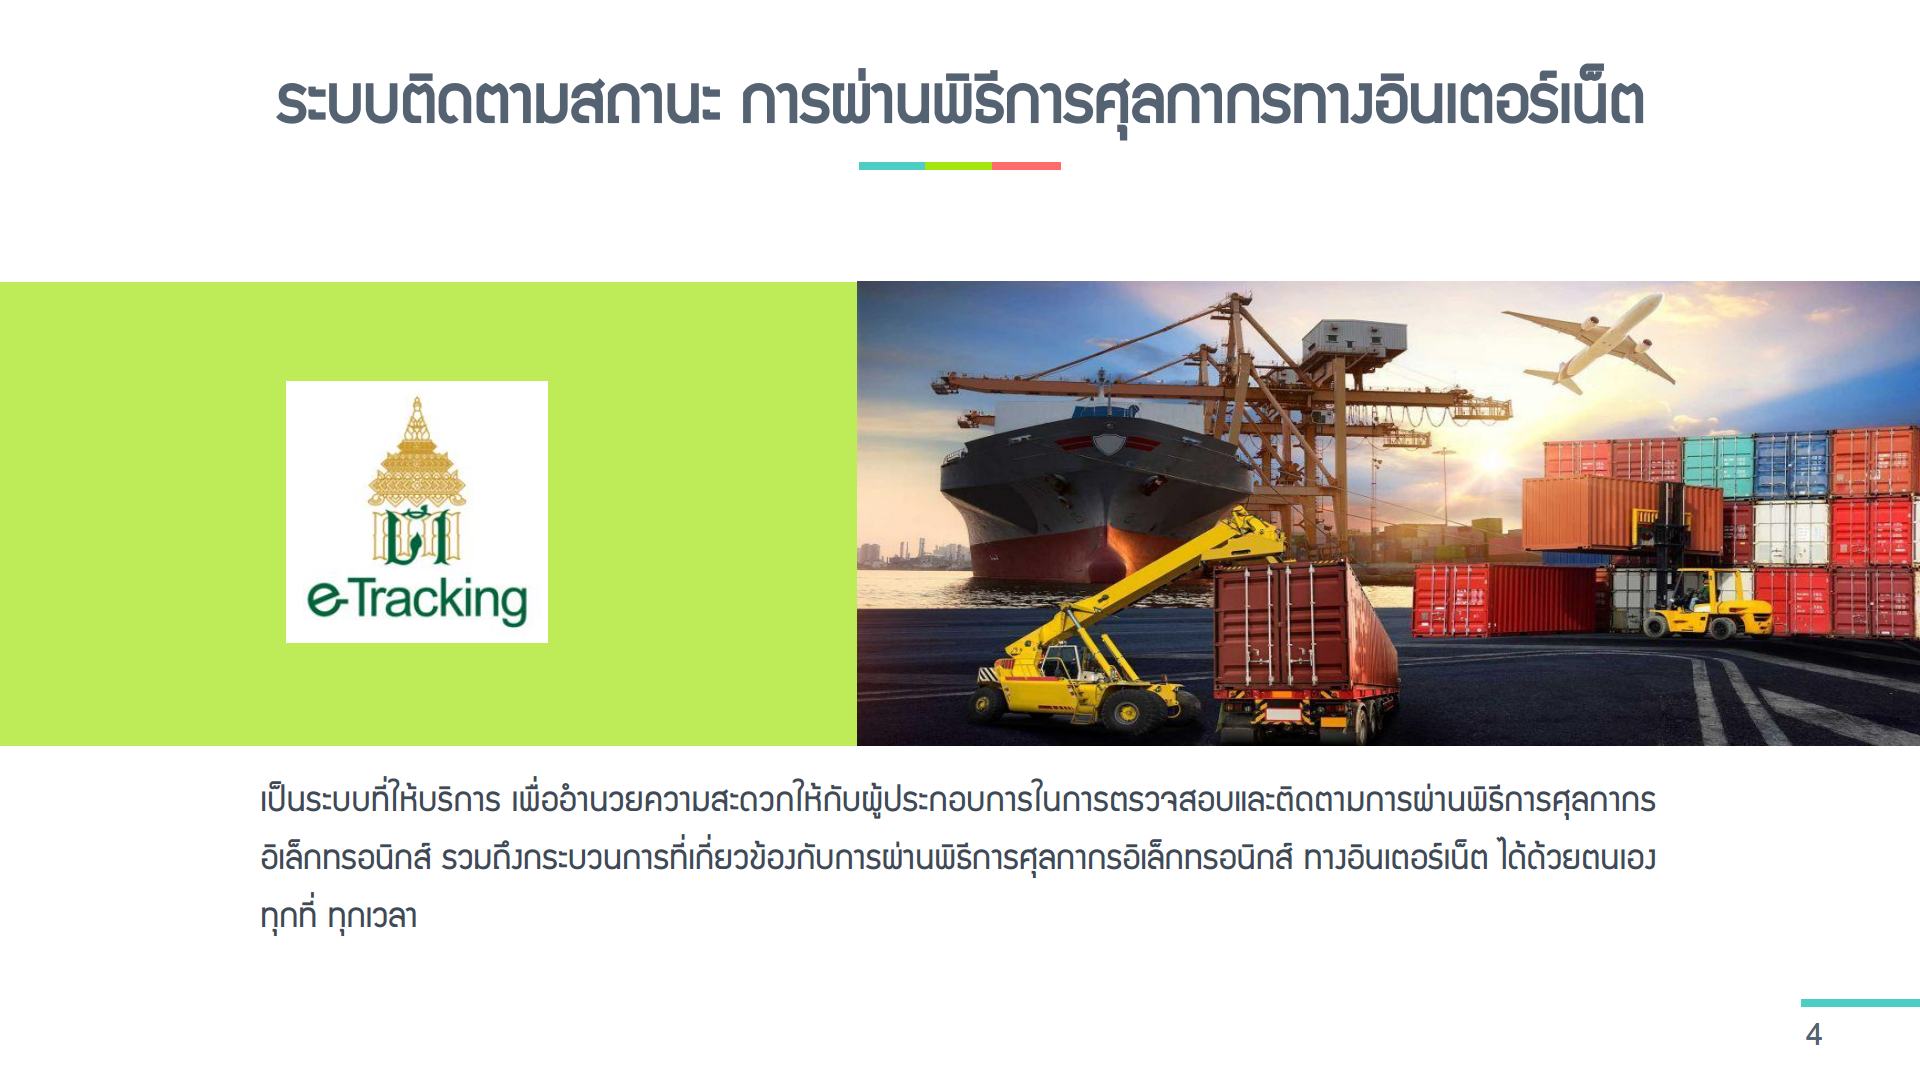 ระบบติดตามสถานะ การผ่านพิธีการศุลกากรทางอินเตอร์เน็ต
e-Tracking
เป็นระบบที่ให้บริการ เพื่ออำนวยความสะดวกให้กับผู้ประกอบการในการตรวจสอบและติดตามการผ่านพิธีการศุลกากร
อิเล็กทรอนิกส์ รวมถึงกระบวนการที่เกี่ยวข้องกับการผ่านพิธีการศุลกากรอิเล็กทรอนิกส์ ทางอินเตอร์เน็ต ได้ด้วยตนเอง
ทุกที่ ทุกเวลา
4